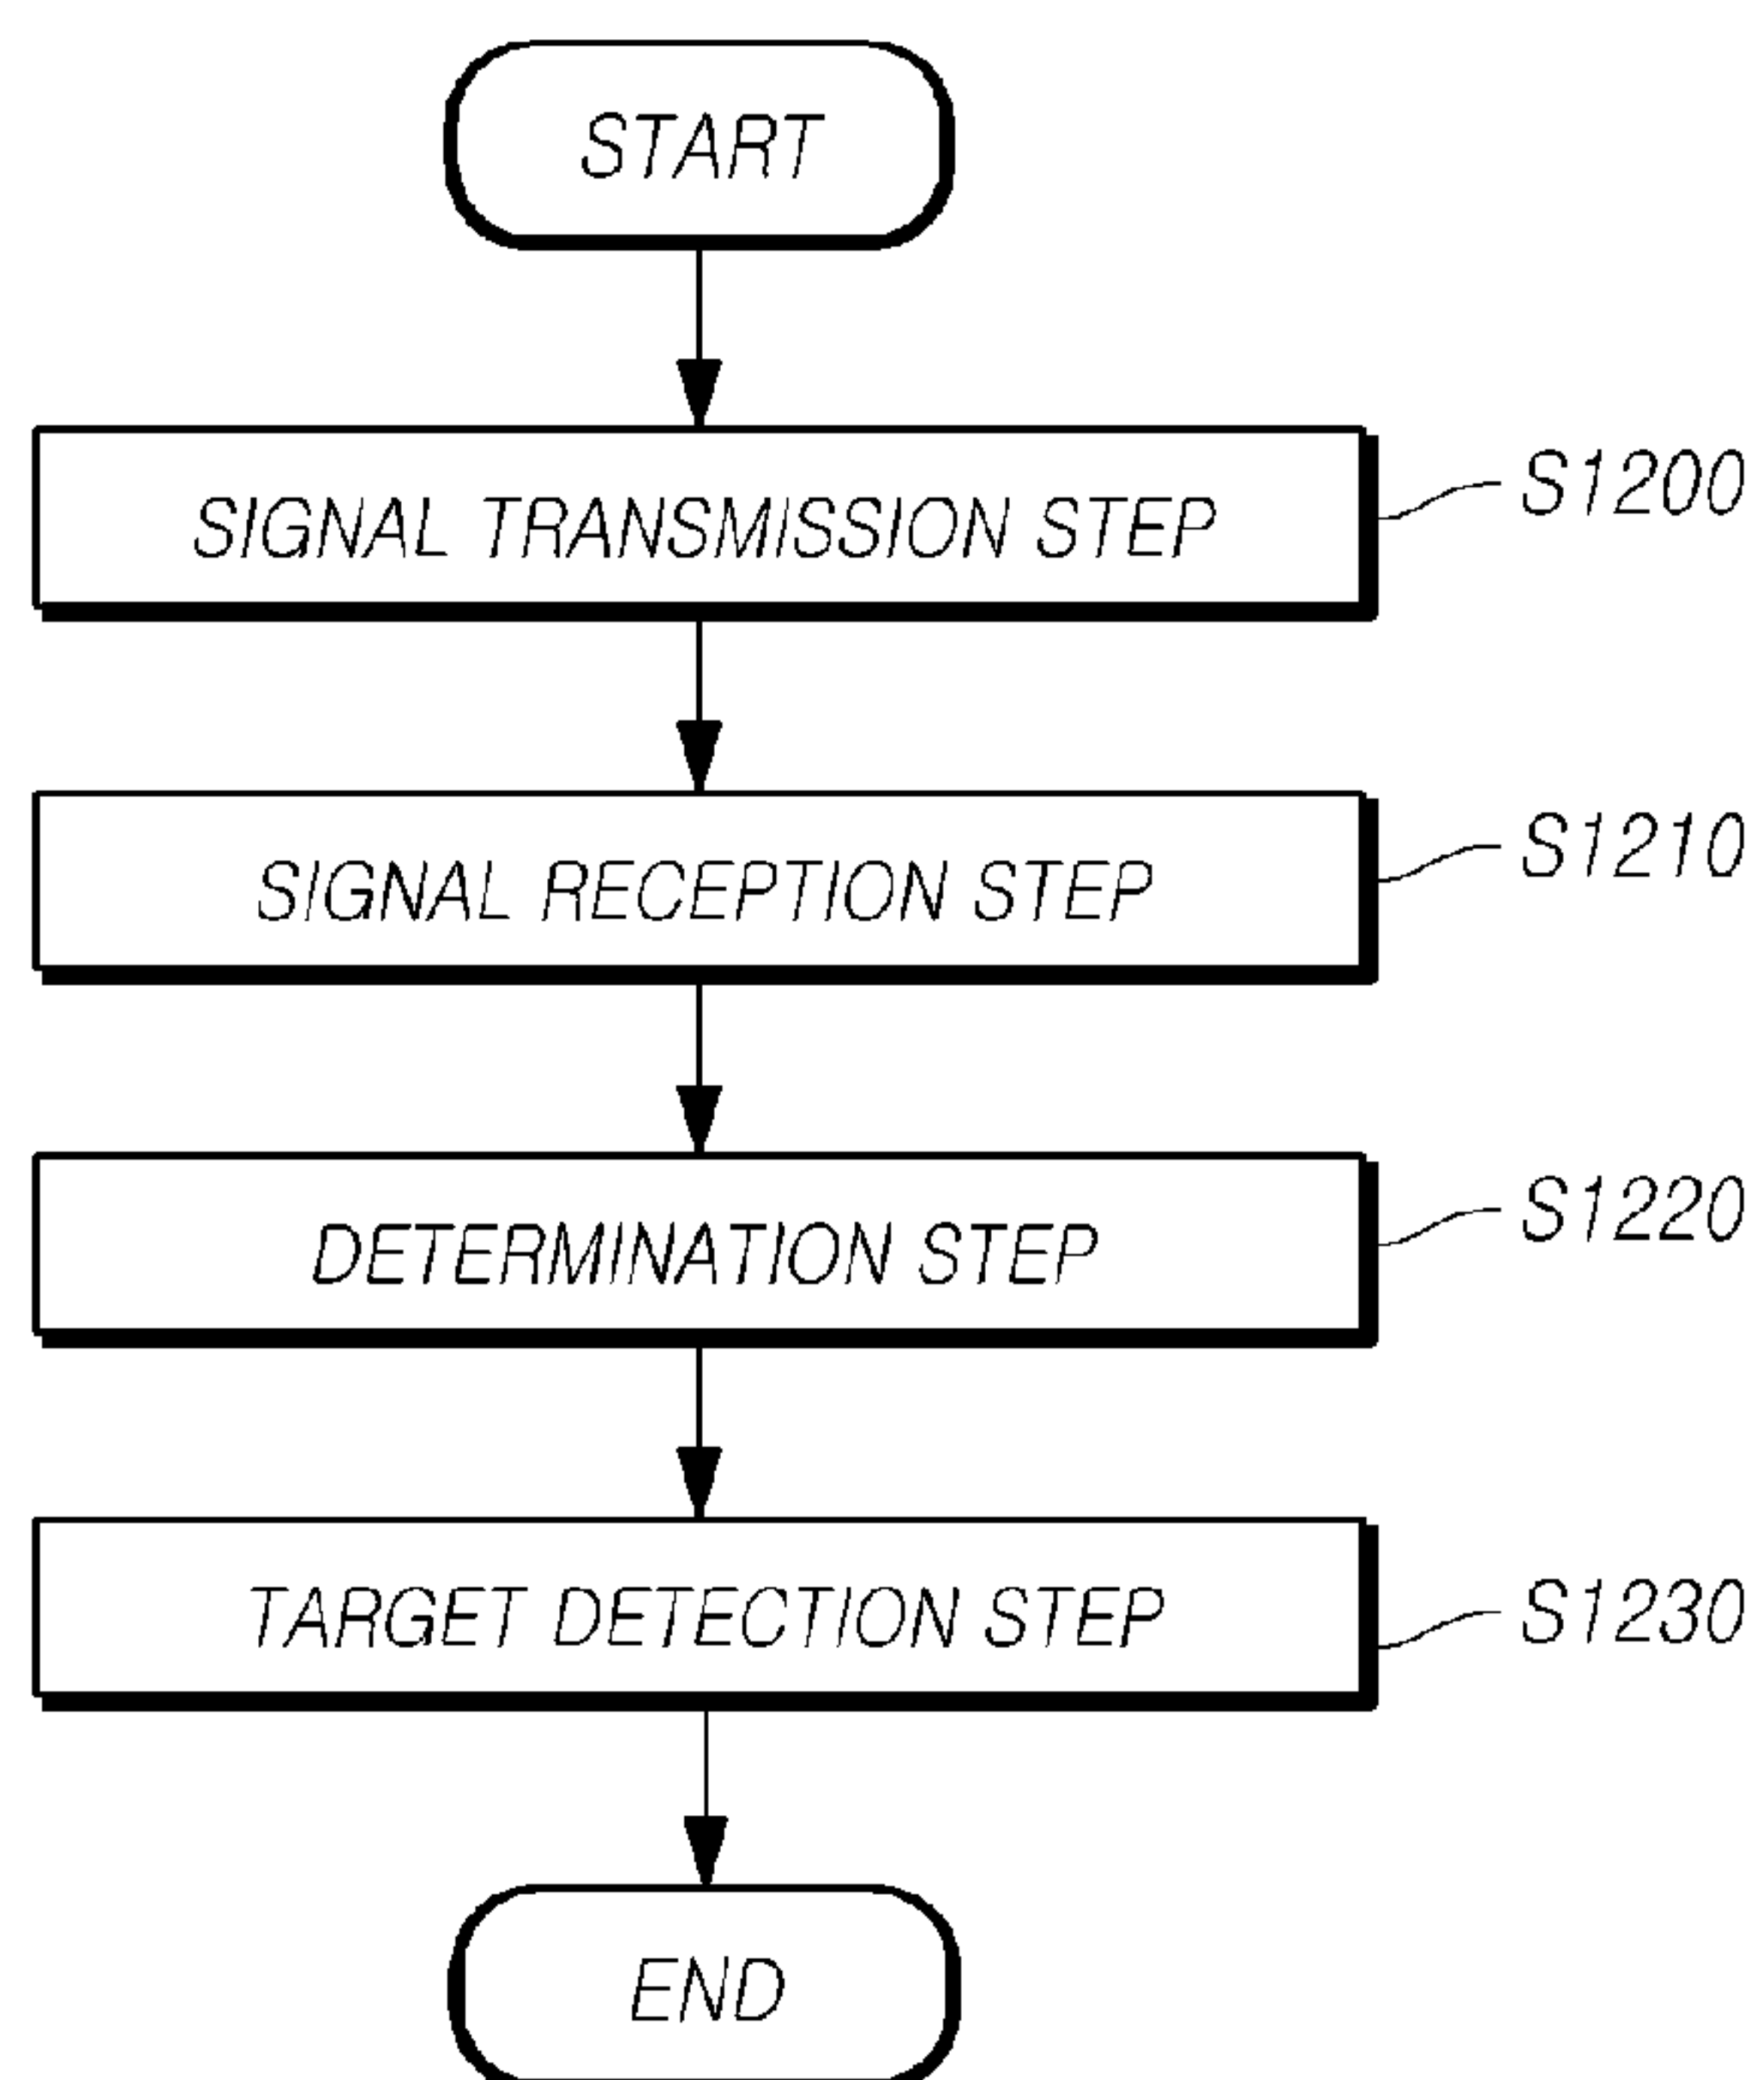 START
SIGNAL TRANSMISSION STEP
S1200
SIGNAL RECEPTION STEP
S1210
DETERMINATION STEP
S1220
TARGET DETECTION STEP
S1230
END